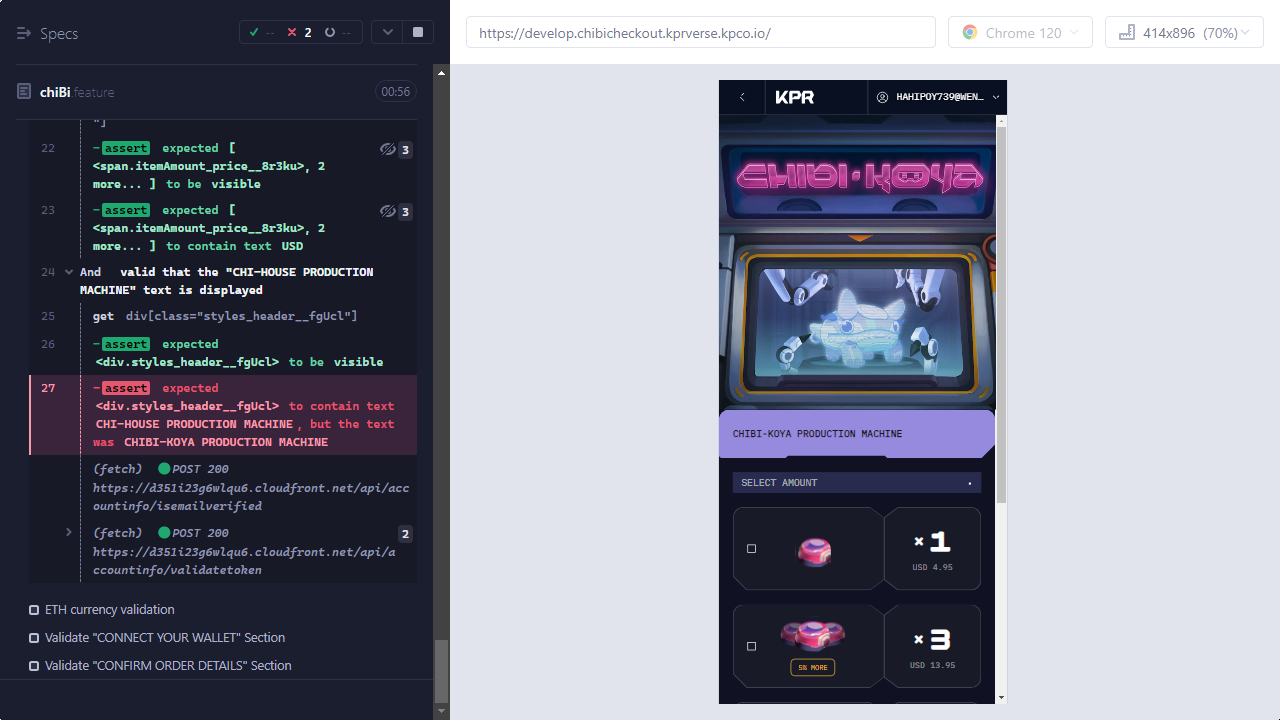 Specs
-- 2 --
https://develop.chibicheckout.kprverse.kpco.io/
Chrome 120
414x896 (70%)
chiBi.feature
00:56
"]
22 -assert expected [ 3
<span.itemAmount_price__8r3ku>, 2
more... ] to be visible
23 -assert expected [ 3
<span.itemAmount_price__8r3ku>, 2
more... ] to contain text USD
24 And valid that the "CHI-HOUSE PRODUCTION
MACHINE" text is displayed
25 get div[class="styles_header__fgUcl"]
26 -assert expected
<div.styles_header__fgUcl> to be visible
27 -assert expected
<div.styles_header__fgUcl> to contain text
CHI-HOUSE PRODUCTION MACHINE, but the text
was CHIBI-KOYA PRODUCTION MACHINE
(fetch) POST 200
https://d351i23g6wlqu6.cloudfront.net/api/acc
ountinfo/isemailverified
(fetch) POST 200 2
https://d351i23g6wlqu6.cloudfront.net/api/a
ccountinfo/validatetoken
ETH currency validation
Validate "CONNECT YOUR WALLET" Section
Validate "CONFIRM ORDER DETAILS" Section
KPR
HAHIPOY739@WEN…
CHIBI·KOYA
CHIBI-KOYA PRODUCTION MACHINE
SELECT AMOUNT
×1
USD 4.95
×3
USD 13.95
5% MORE